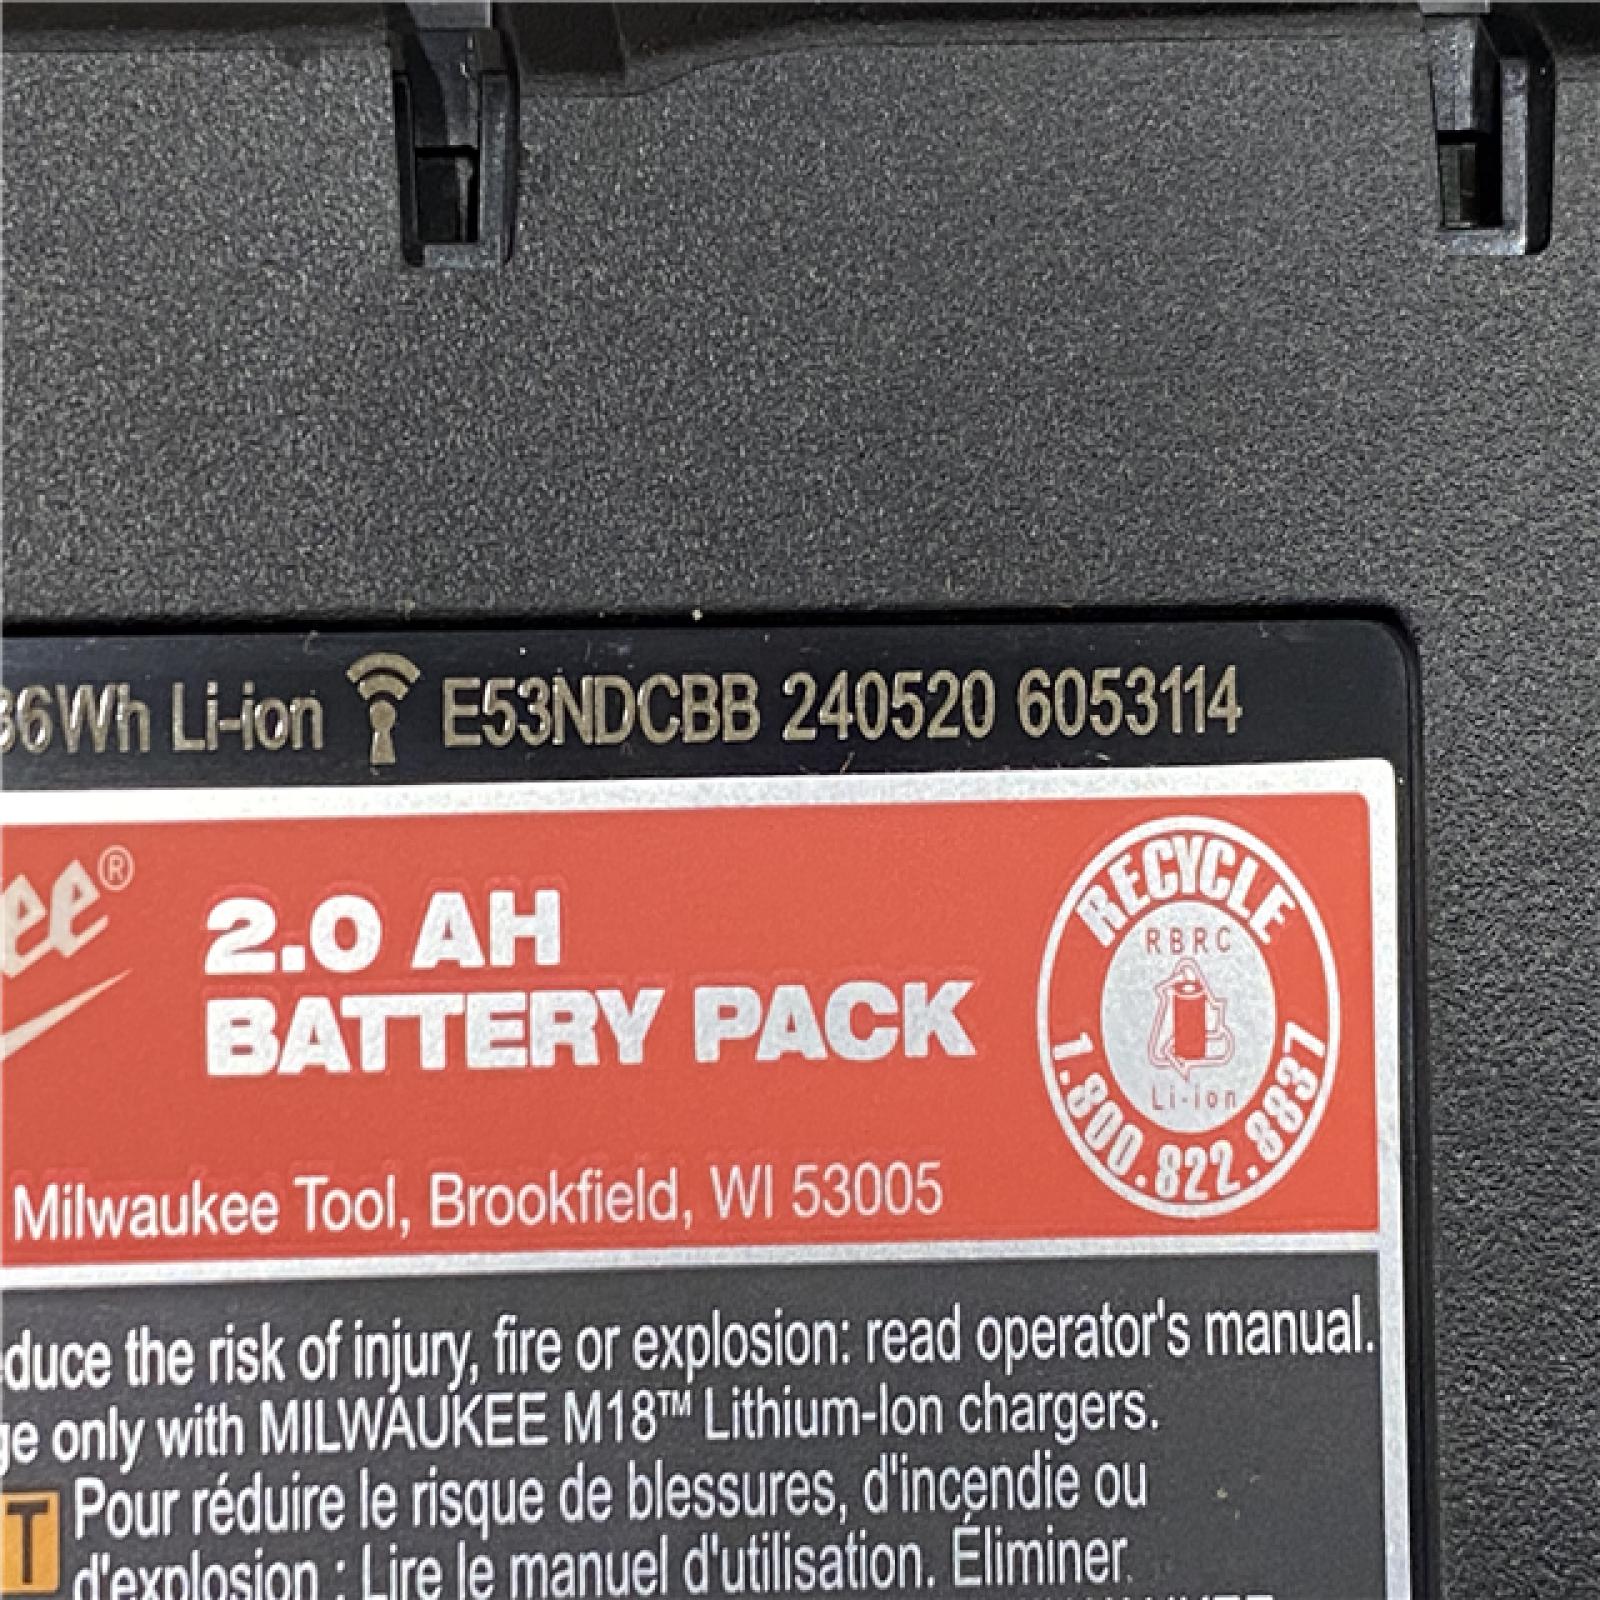 36Wh Li-ion E53NDCBB 240520 6053114
ee®
2.0 AH
BATTERY PACK
RECYCLE
RBRC
Li-ion
1.800.822.8837
Milwaukee Tool, Brookfield, WI 53005
educe the risk of injury, fire or explosion: read operator's manual.
ge only with MILWAUKEE M18™ Lithium-Ion chargers.
T Pour réduire le risque de blessures, d'incendie ou
d'explosion : Lire le manuel d'utilisation. Éliminer